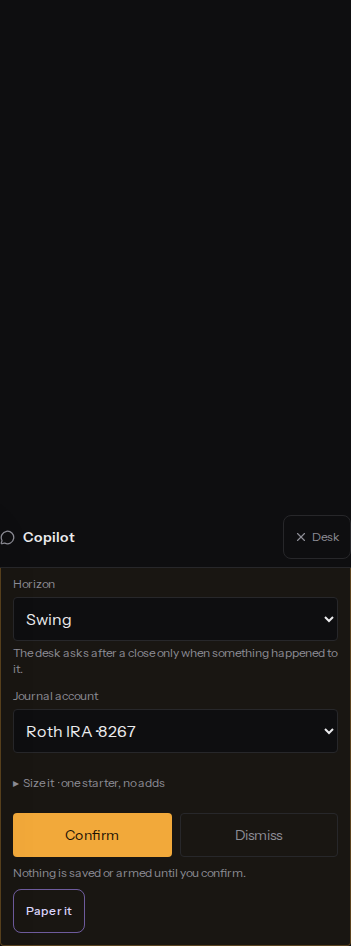 Copilot
Desk
Horizon
Swing
The desk asks after a close only when something happened to
it.
Journal account
Roth IRA ·8267
Size it · one starter, no adds
Confirm
Dismiss
Nothing is saved or armed until you confirm.
Paper it